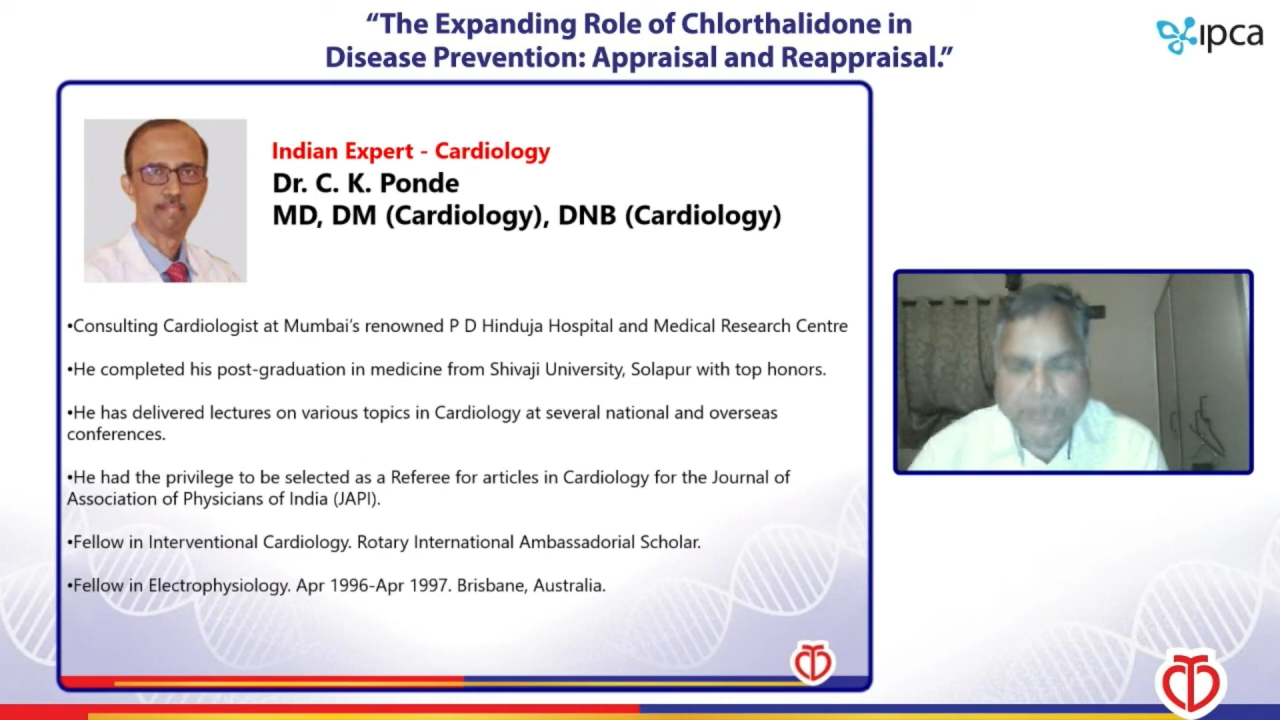 “The Expanding Role of Chlorthalidone in
Disease Prevention: Appraisal and Reappraisal.”
ipca
Indian Expert - Cardiology
Dr. C. K. Ponde
MD, DM (Cardiology), DNB (Cardiology)
•Consulting Cardiologist at Mumbai’s renowned P D Hinduja Hospital and Medical Research Centre
•He completed his post-graduation in medicine from Shivaji University, Solapur with top honors.
•He has delivered lectures on various topics in Cardiology at several national and overseas
conferences.
•He had the privilege to be selected as a Referee for articles in Cardiology for the Journal of
Association of Physicians of India (JAPI).
•Fellow in Interventional Cardiology. Rotary International Ambassadorial Scholar.
•Fellow in Electrophysiology. Apr 1996-Apr 1997. Brisbane, Australia.